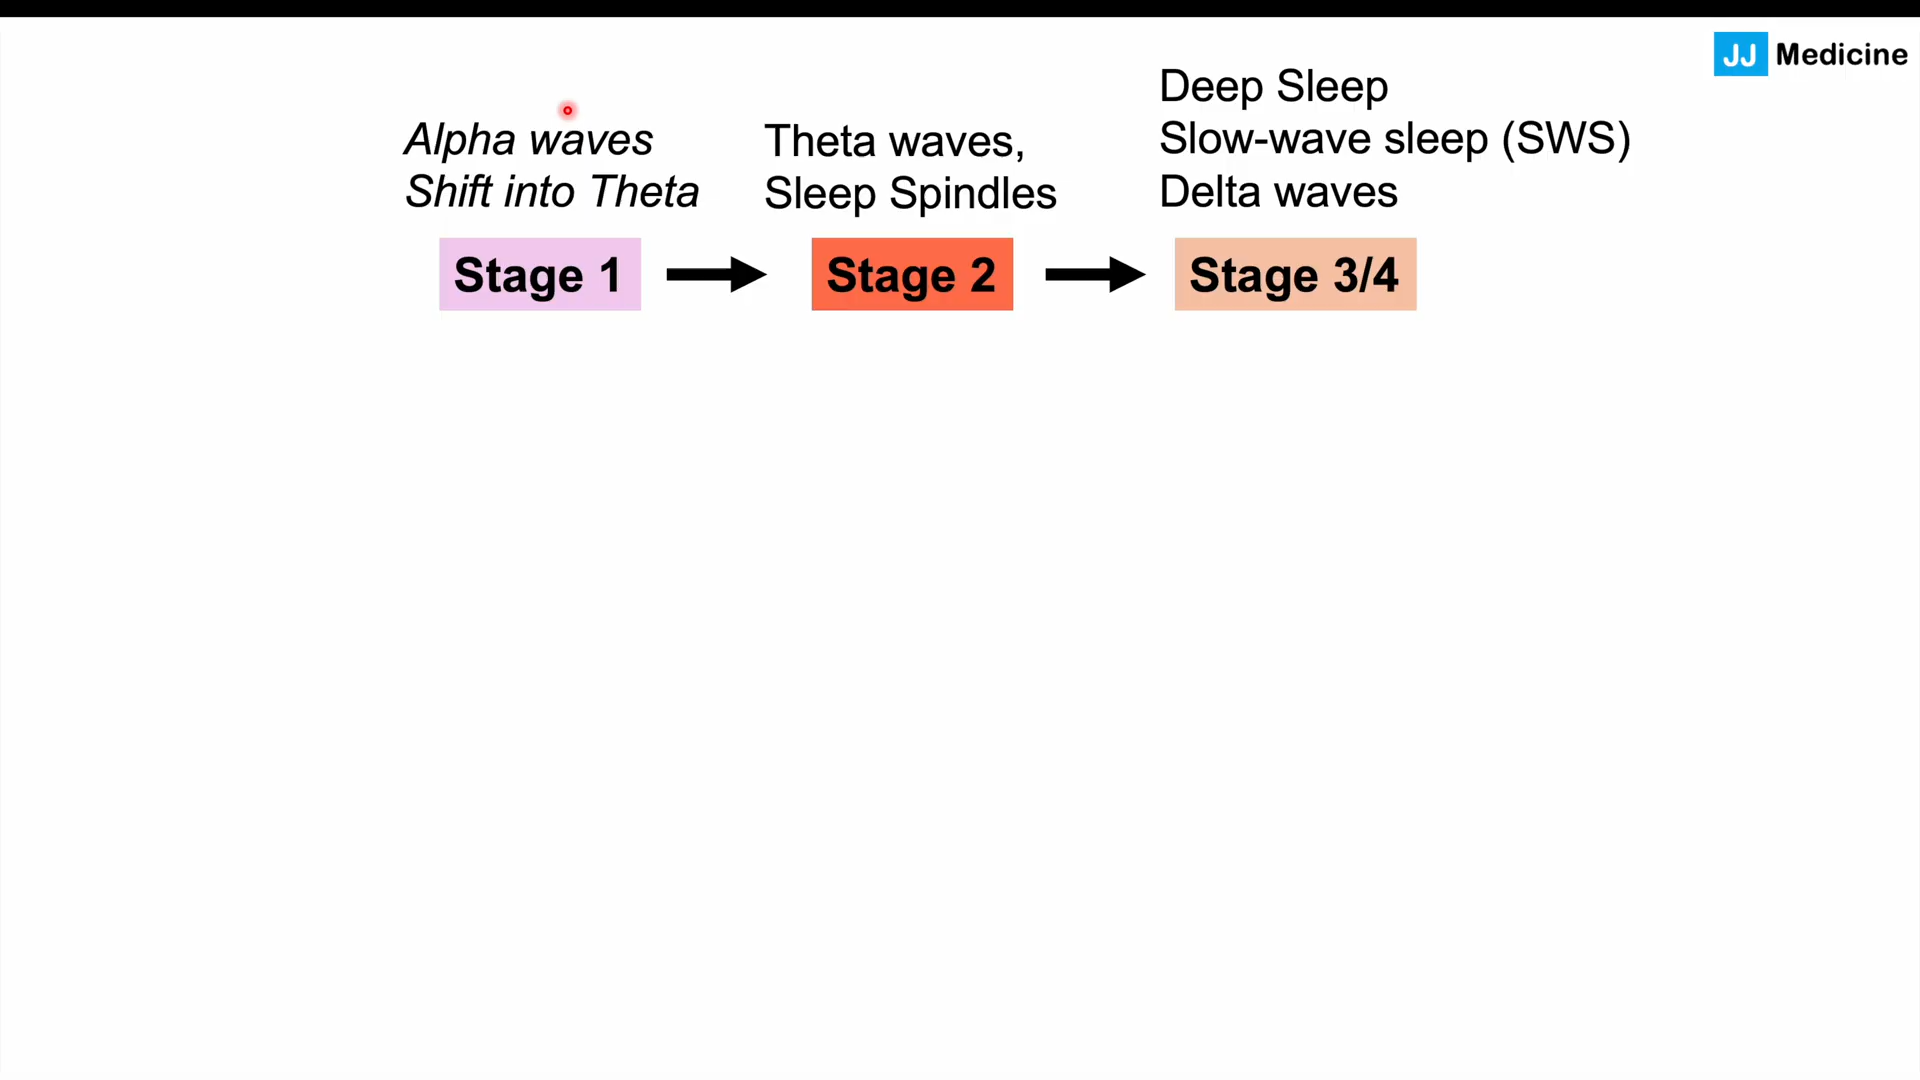 JJ Medicine
Alpha waves
Shift into Theta
Theta waves,
Sleep Spindles
Deep Sleep
Slow-wave sleep (SWS)
Delta waves
Stage 1
Stage 2
Stage 3/4